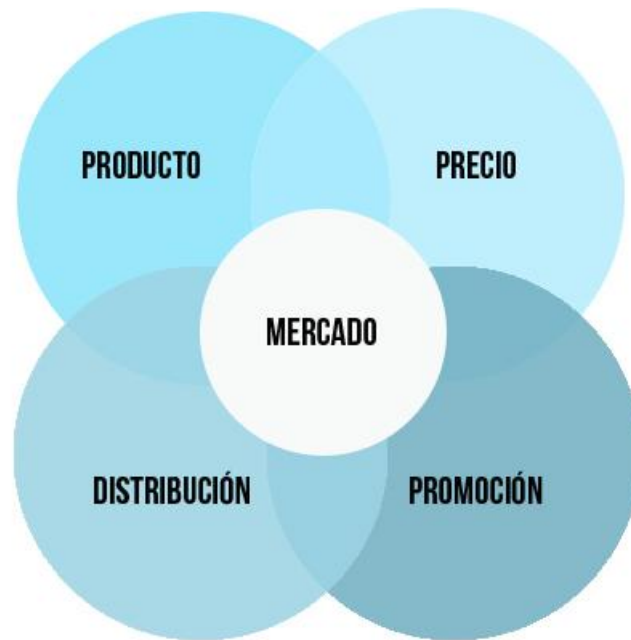 PRODUCTO
PRECIO
MERCADO
DISTRIBUCIÓN
PROMOCIÓN